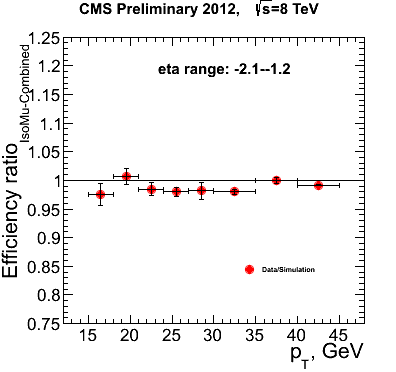 CMS Preliminary 2012, √s=8 TeV
eta range: -2.1--1.2
Efficiency ratio IsoMu-Combined
1.25
1.2
1.15
1.1
1.05
1
0.95
0.9
0.85
0.8
0.75
Data/Simulation
15 20 25 30 35 40 45
p_T, GeV